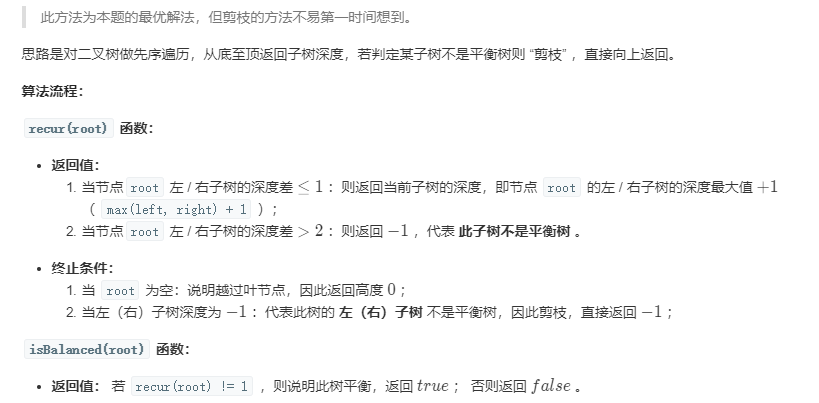 此方法为本题的最优解法，但剪枝的方法不易第一时间想到。
思路是对二叉树做先序遍历，从底至顶返回子树深度，若判定某子树不是平衡树则 “剪枝” ，直接向上返回。
算法流程：
recur(root) 函数：
• 返回值：
1. 当节点 root 左 / 右子树的深度差 ≤ 1 ：则返回当前子树的深度，即节点 root 的左 / 右子树的深度最大值 +1
（ max(left, right) + 1 ）；
2. 当节点 root 左 / 右子树的深度差 > 2 ：则返回 −1 ，代表 此子树不是平衡树 。
• 终止条件：
1. 当 root 为空：说明越过叶节点，因此返回高度 0 ；
2. 当左（右）子树深度为 −1 ：代表此树的 左（右）子树 不是平衡树，因此剪枝，直接返回 −1 ；
isBalanced(root) 函数：
• 返回值： 若 recur(root) != 1 ，则说明此树平衡，返回 true ； 否则返回 false 。